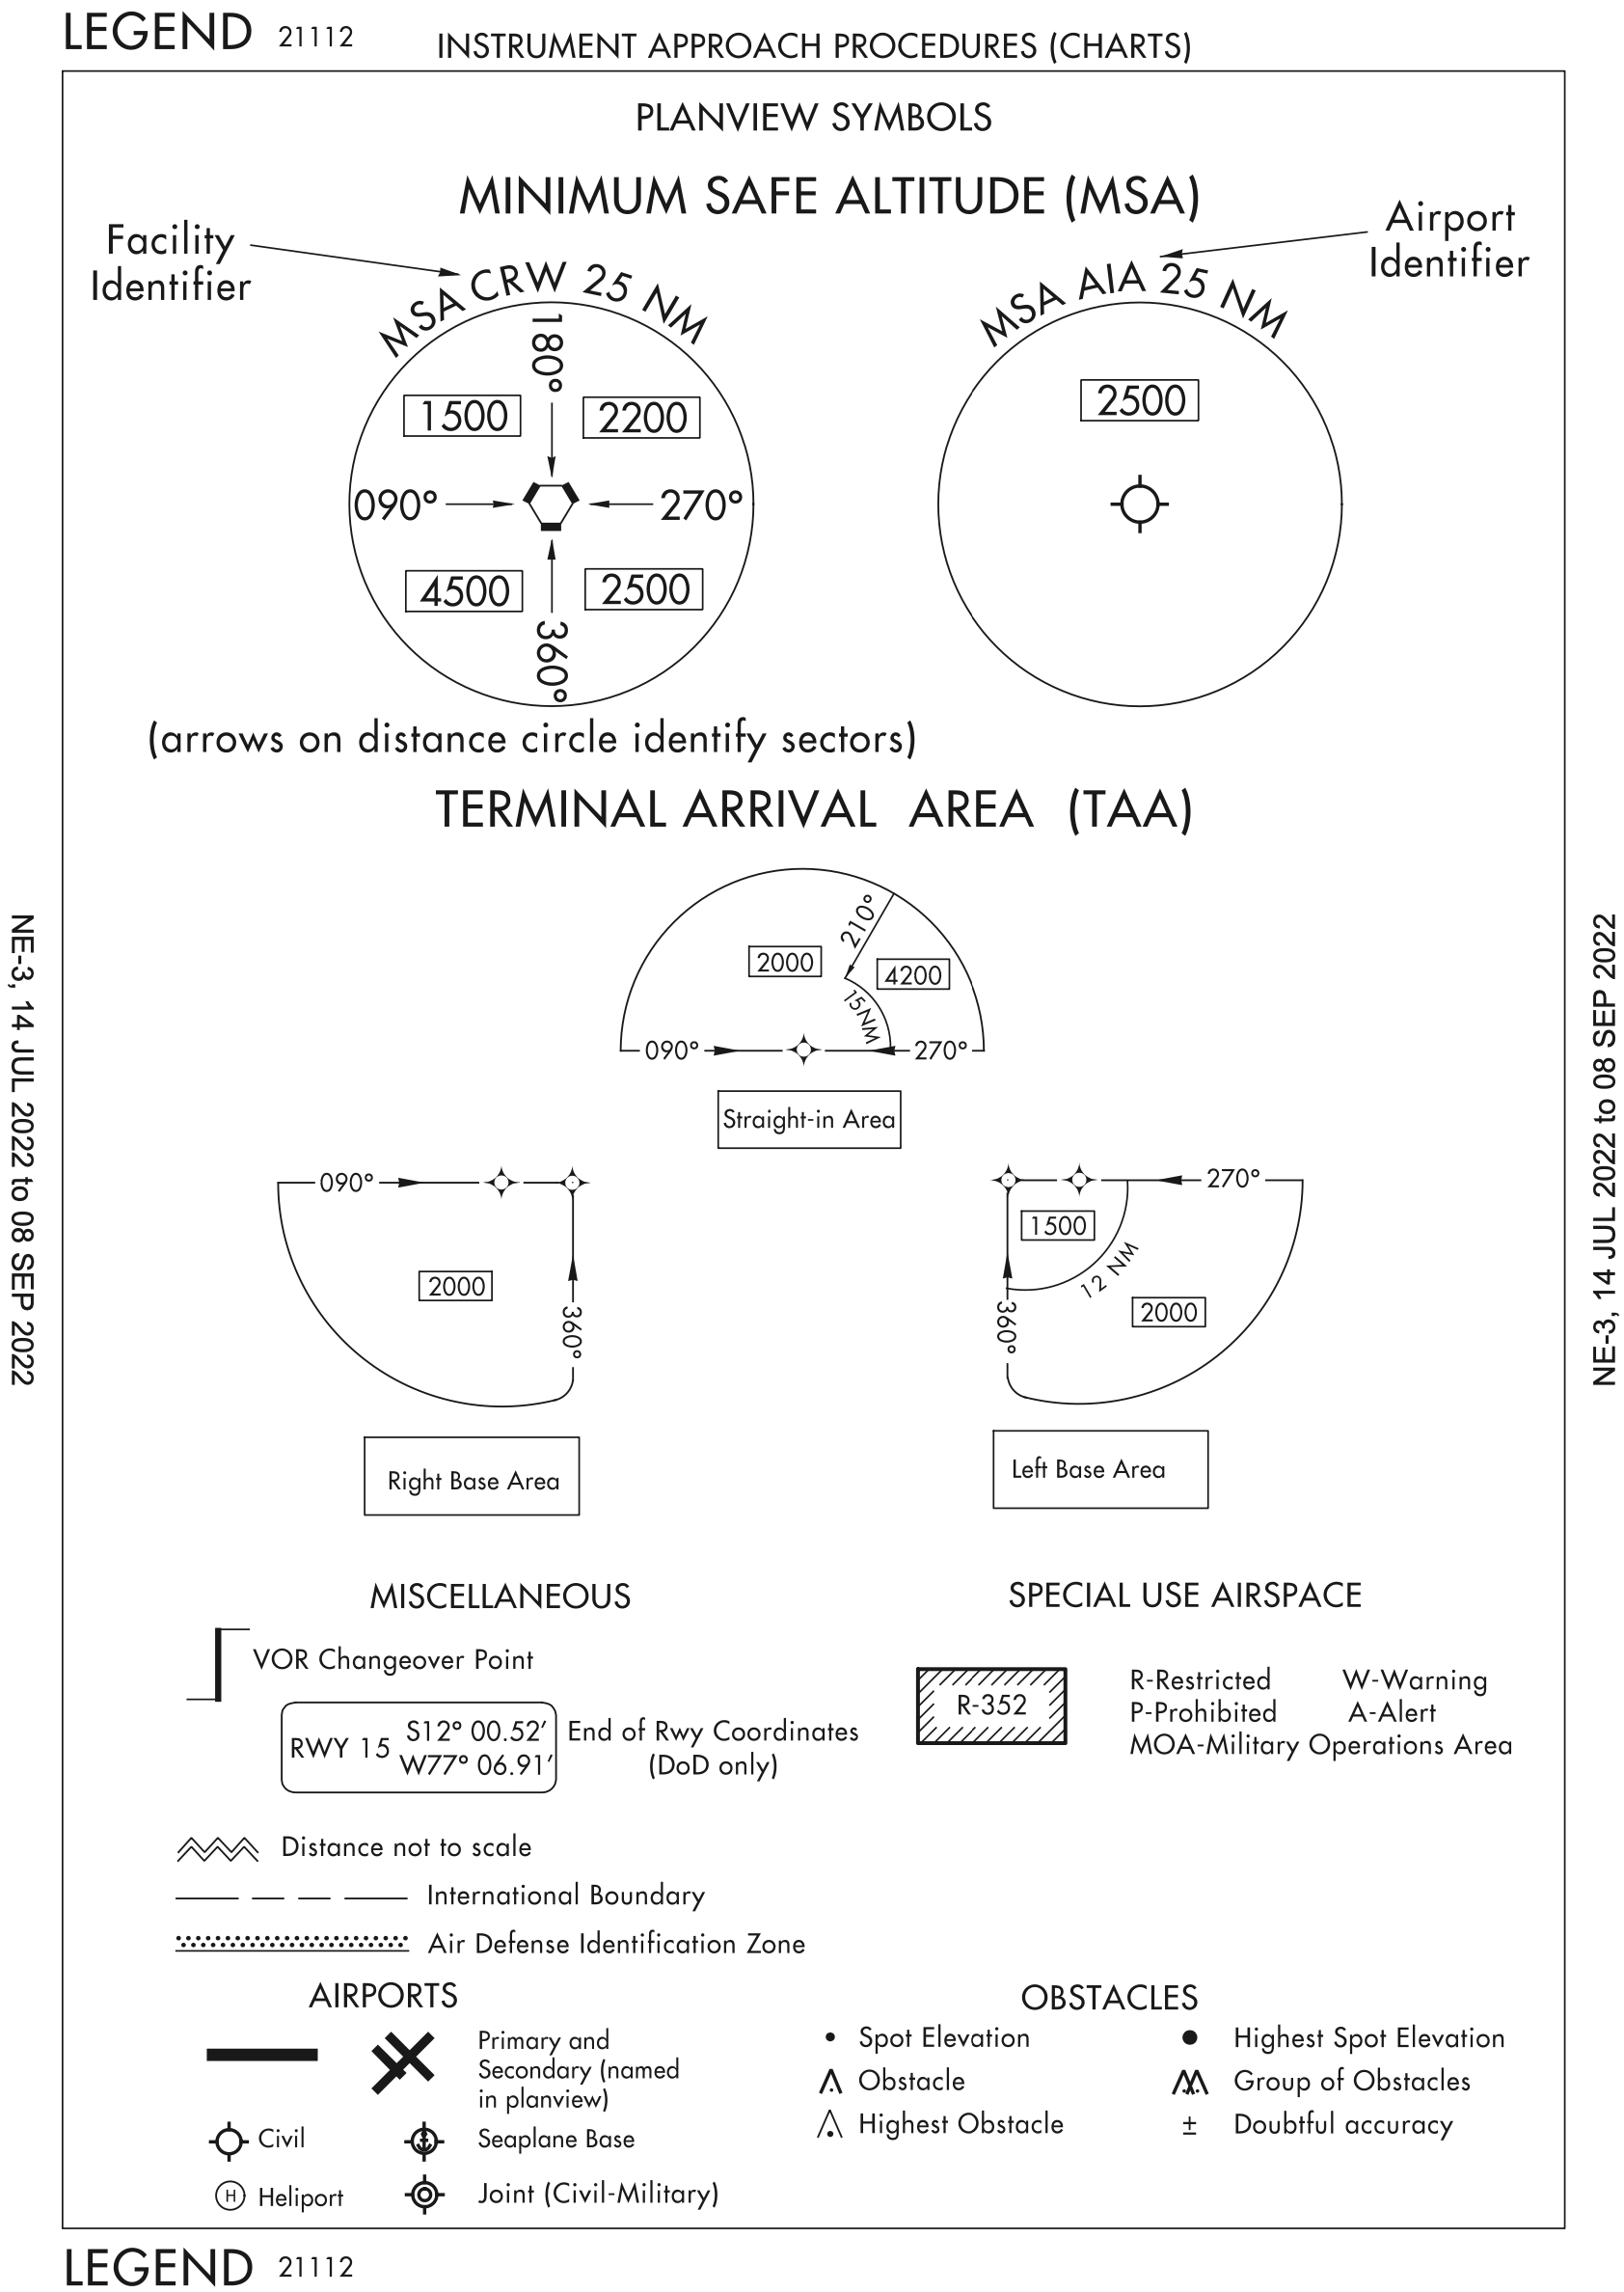 LEGEND 21112
INSTRUMENT APPROACH PROCEDURES (CHARTS)
PLANVIEW SYMBOLS
MINIMUM SAFE ALTITUDE (MSA)
Facility
Identifier
Airport
Identifier
MSA CRW 25 NM
180°
1500
2200
090°
270°
4500
2500
360°
MSA AIA 25 NM
2500
(arrows on distance circle identify sectors)
TERMINAL ARRIVAL AREA (TAA)
210°
2000
4200
15NM
090°
270°
Straight-in Area
090°
2000
360°
Right Base Area
270°
1500
12 NM
2000
360°
Left Base Area
MISCELLANEOUS
VOR Changeover Point
RWY 15
S12° 00.52′
W77° 06.91′
End of Rwy Coordinates
(DoD only)
Distance not to scale
International Boundary
Air Defense Identification Zone
SPECIAL USE AIRSPACE
R-352
R-Restricted W-Warning
P-Prohibited A-Alert
MOA-Military Operations Area
AIRPORTS
Primary and
Secondary (named
in planview)
Civil
Seaplane Base
H
Heliport
Joint (Civil-Military)
OBSTACLES
Spot Elevation
Highest Spot Elevation
Obstacle
Group of Obstacles
Highest Obstacle
± Doubtful accuracy
LEGEND 21112
NE-3, 14 JUL 2022 to 08 SEP 2022
NE-3, 14 JUL 2022 to 08 SEP 2022